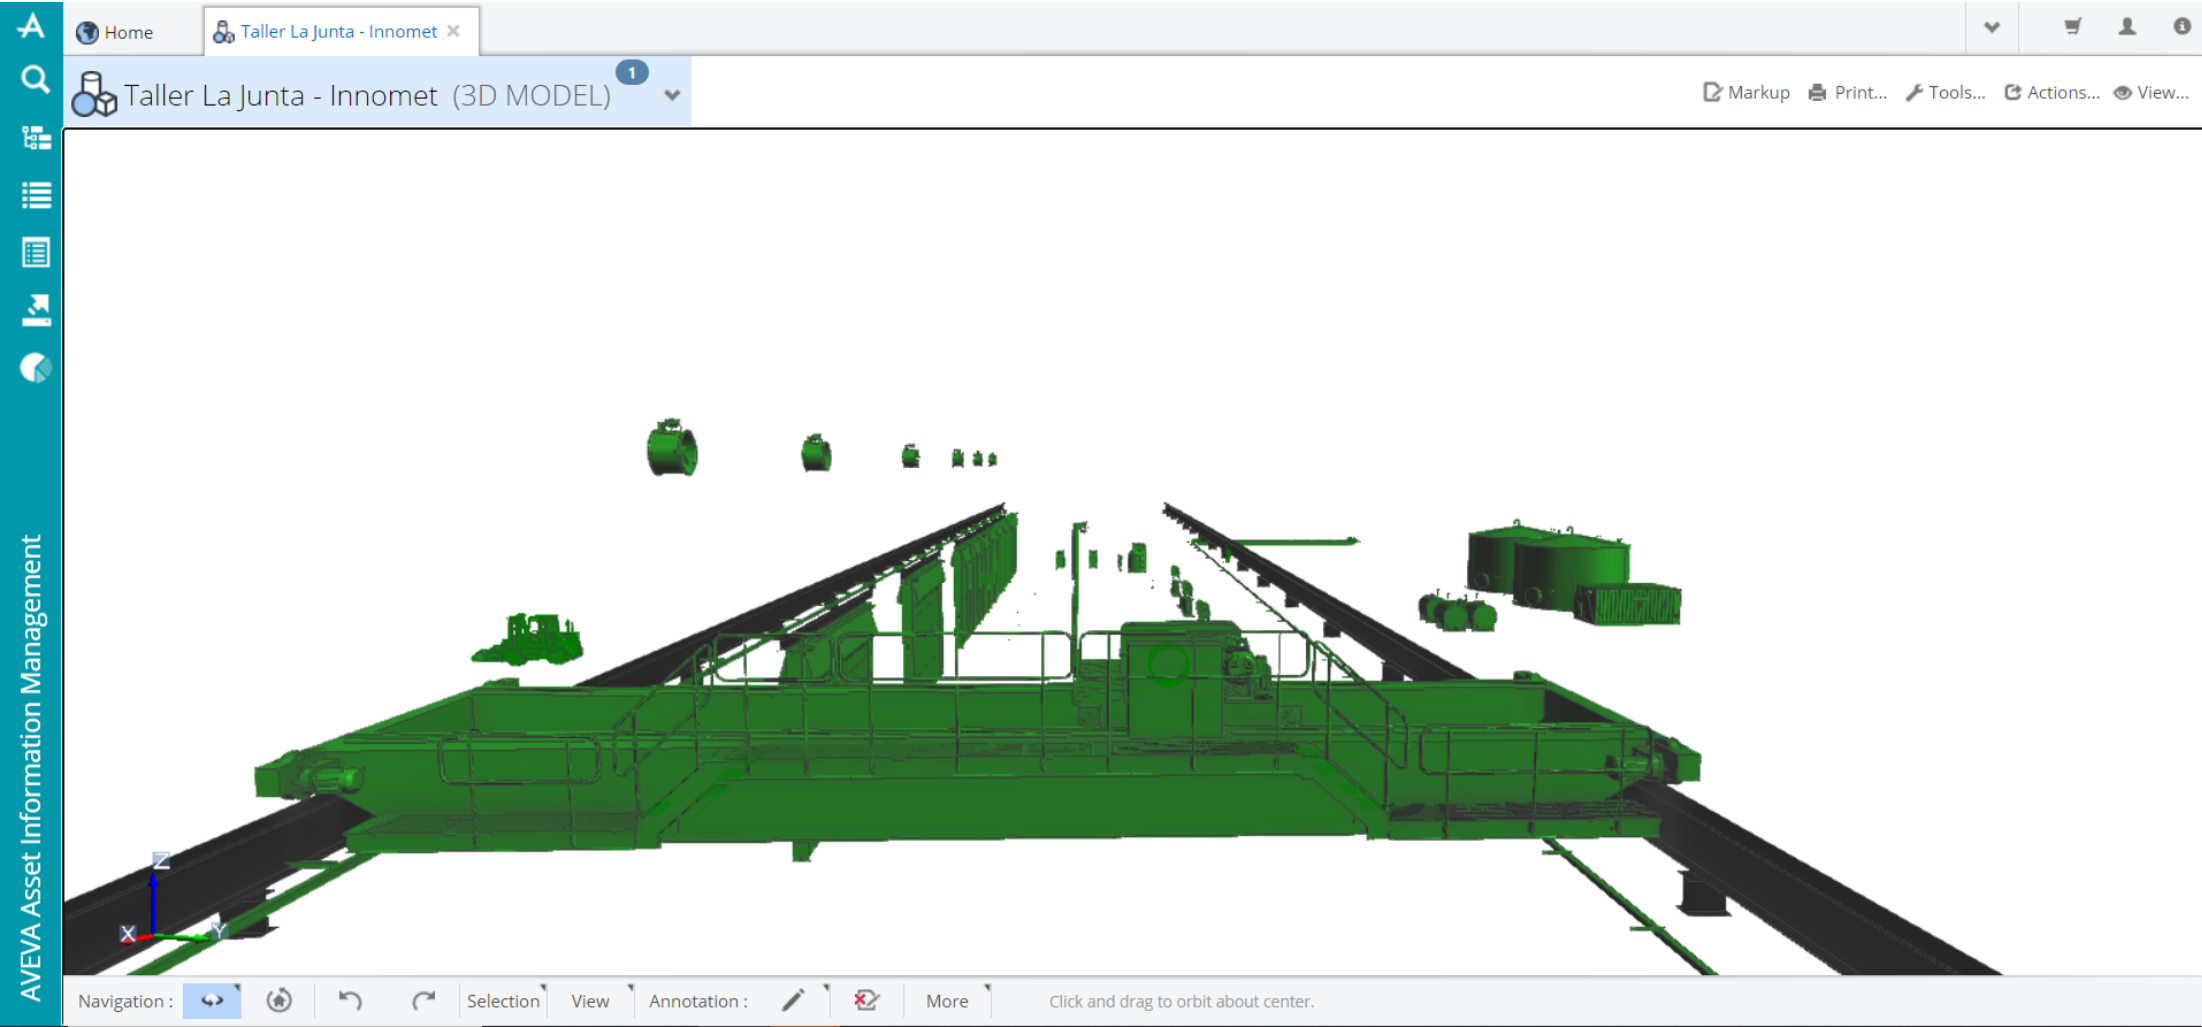 Home
Taller La Junta - Innomet
Taller La Junta - Innomet (3D MODEL)
1
Markup
Print...
Tools...
Actions...
View...
AVEVA Asset Information Management
Z
X
Y
Navigation :
Selection
View
Annotation :
More
Click and drag to orbit about center.